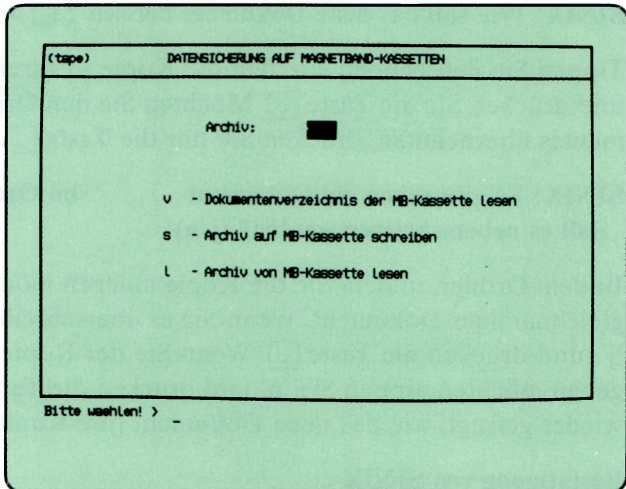 (tape) DATENSICHERUNG AUF MAGNETBAND-KASSETTEN
Archiv:
v - Dokumentenverzeichnis der MB-Kassette lesen
s - Archiv auf MB-Kassette schreiben
l - Archiv von MB-Kassette lesen
Bitte waehlen! > _